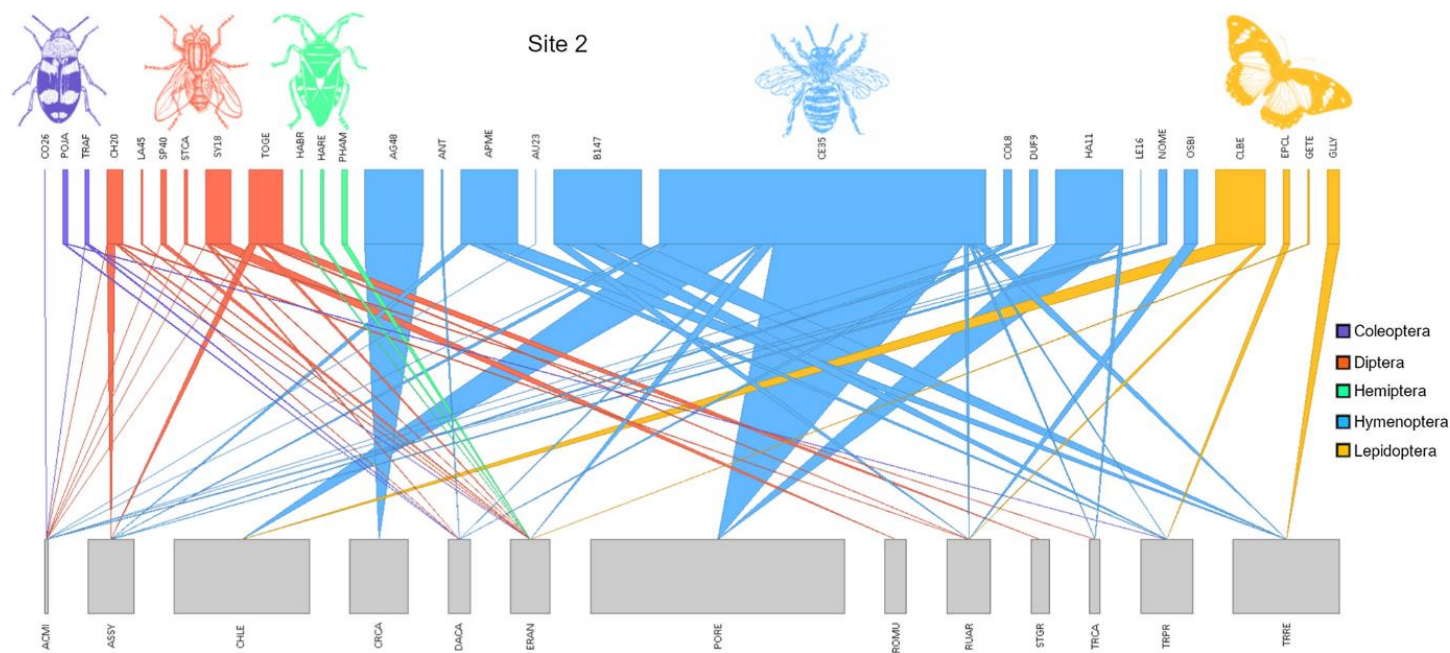 Site 2
CO26
POJA
TRAF
CH20
LA45
SP40
STCA
SY18
TOGE
HABR
HARE
PHAM
AG48
ANT
APME
AU23
B147
CE35
COL8
DUF9
HA11
LE16
NOME
OSBI
CLBE
EPCL
GETE
GLLY
Coleoptera
Diptera
Hemiptera
Hymenoptera
Lepidoptera
ACMI
ASSY
CHLE
CRCA
DACA
ERAN
PORE
ROMU
RUAR
STGR
TRCA
TRPR
TRRE